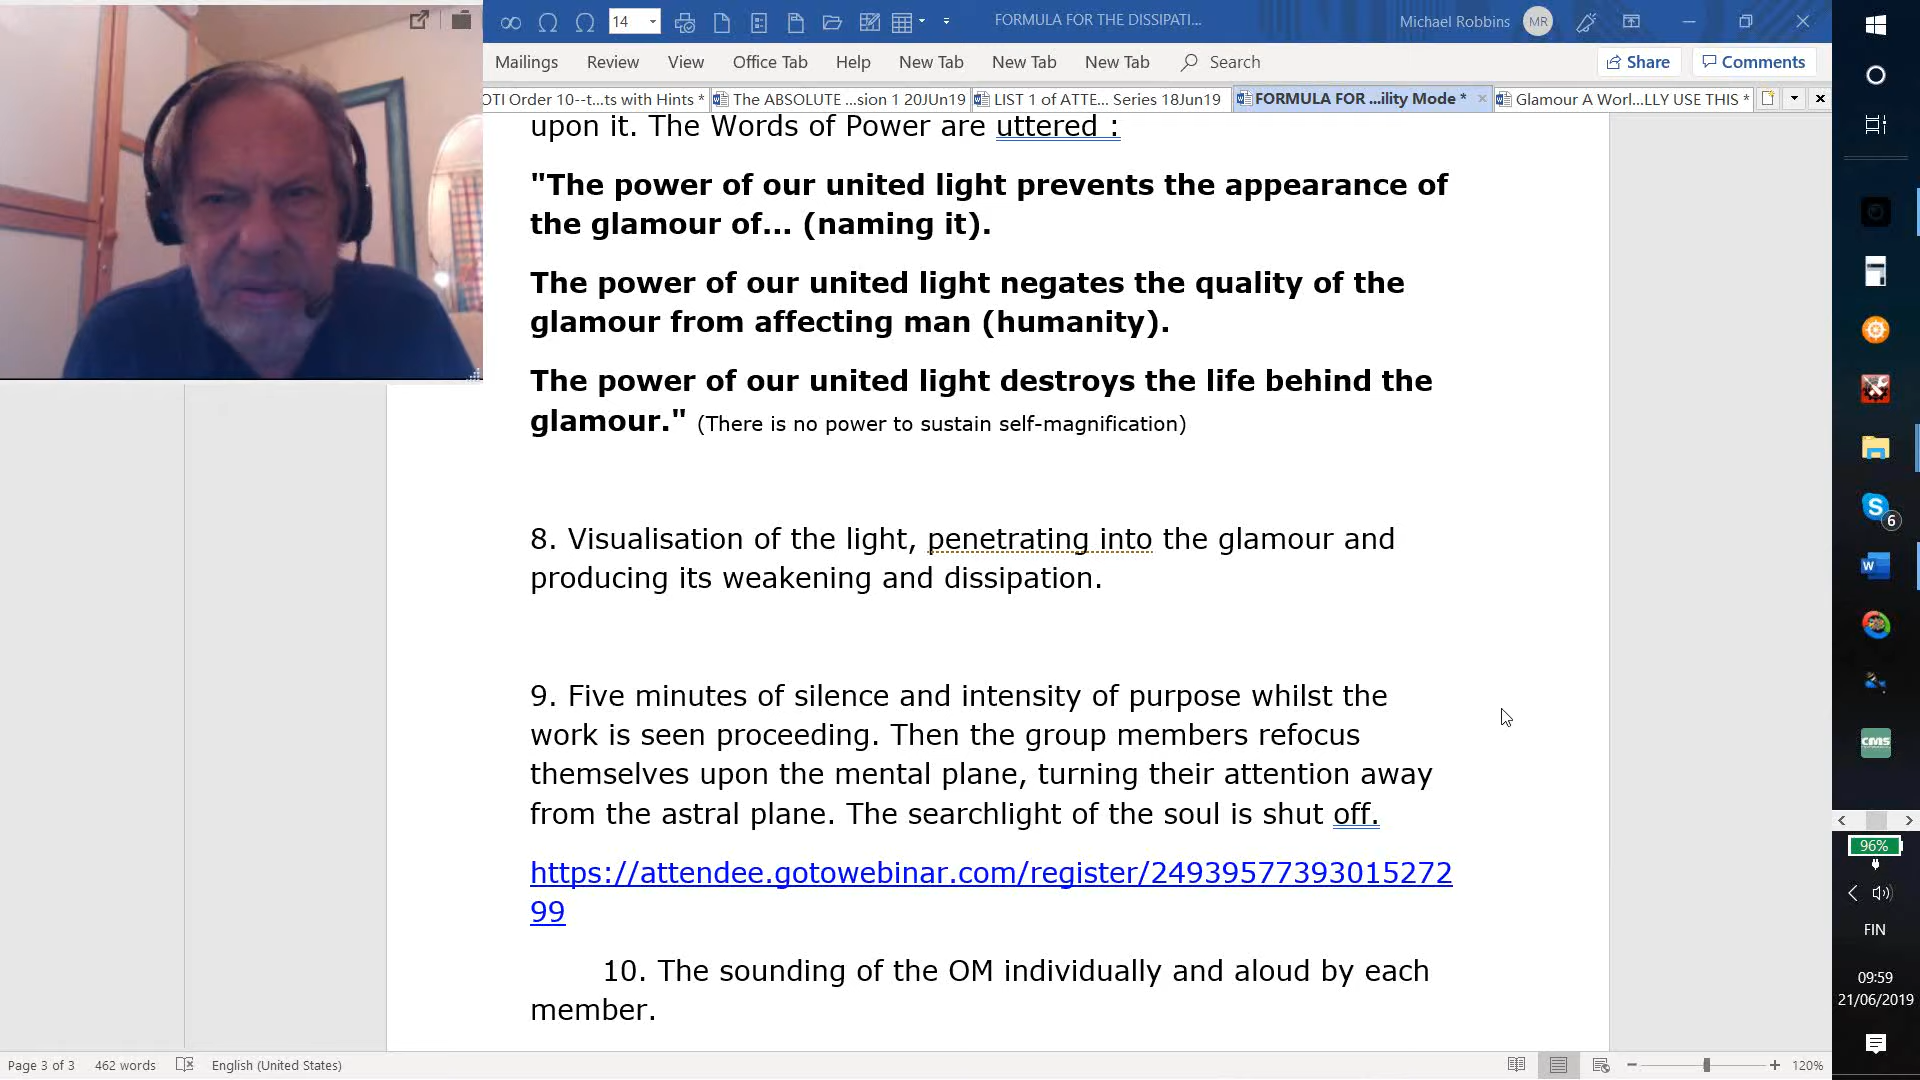 14
FORMULA FOR THE DISSIPATI...
Michael Robbins
MR
Mailings
Review
View
Office Tab
Help
New Tab
New Tab
New Tab
Search
Share
Comments
OTI Order 10--t...ts with Hints *
The ABSOLUTE ...sion 1 20JUn19
LIST 1 of ATTE... Series 18Jun19
FORMULA FOR ...ility Mode *
Glamour A Worl...LLY USE THIS *
upon it. The Words of Power are uttered :
"The power of our united light prevents the appearance of
the glamour of... (naming it).
The power of our united light negates the quality of the
glamour from affecting man (humanity).
The power of our united light destroys the life behind the
glamour." (There is no power to sustain self-magnification)
8. Visualisation of the light, penetrating into the glamour and
producing its weakening and dissipation.
9. Five minutes of silence and intensity of purpose whilst the
work is seen proceeding. Then the group members refocus
themselves upon the mental plane, turning their attention away
from the astral plane. The searchlight of the soul is shut off.
https://attendee.gotowebinar.com/register/24939577393015272
99
10. The sounding of the OM individually and aloud by each
member.
Page 3 of 3
462 words
English (United States)
120%
S
6
W
CMS
96%
FIN
09:59
21/06/2019